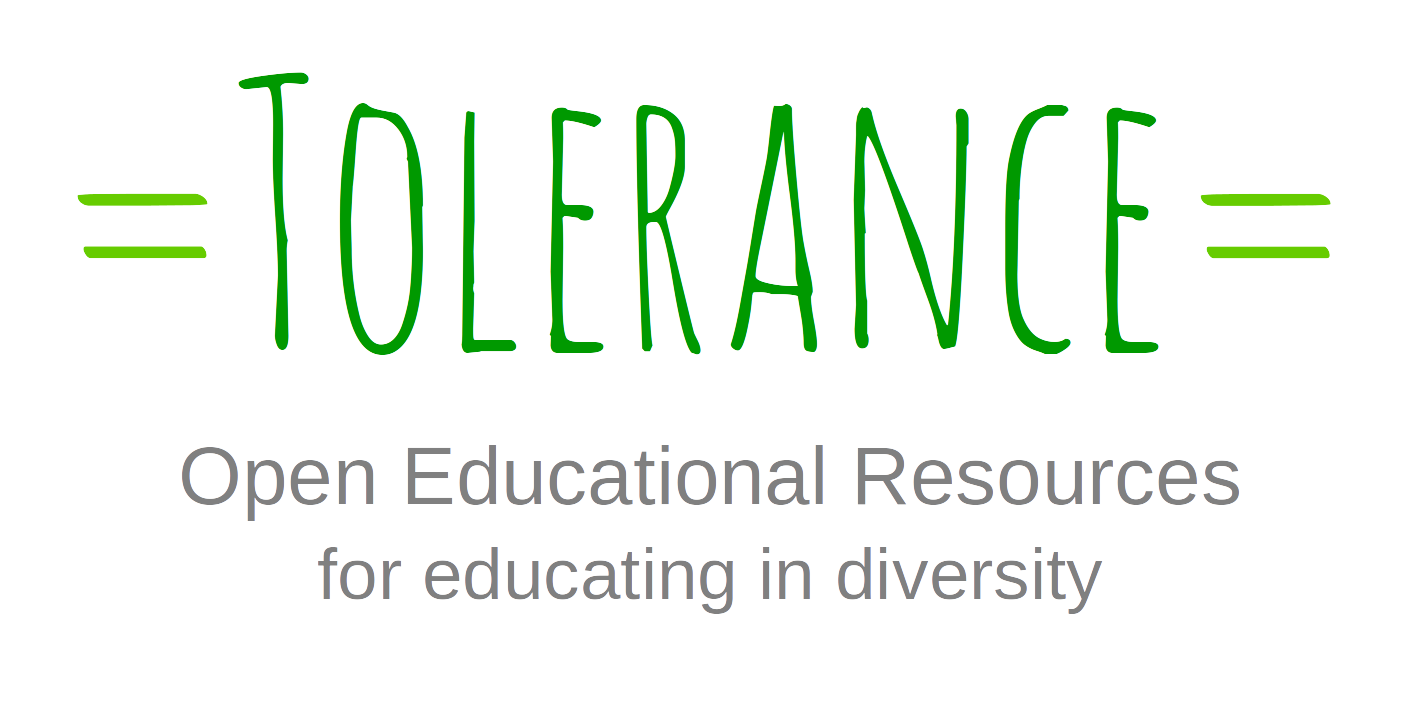 =TOLERANCE=
Open Educational Resources
for educating in diversity